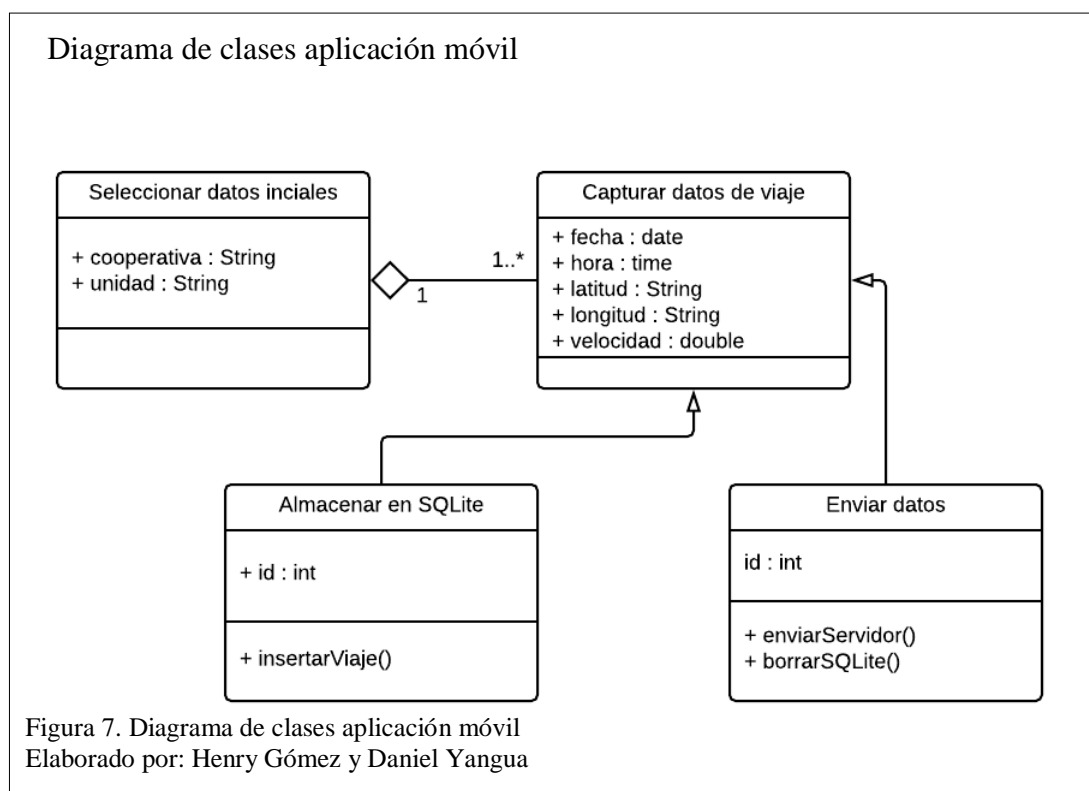 Diagrama de clases aplicación móvil
Seleccionar datos inciales
+ cooperativa : String
+ unidad : String
1
1..*
Capturar datos de viaje
+ fecha : date
+ hora : time
+ latitud : String
+ longitud : String
+ velocidad : double
Almacenar en SQLite
+ id : int
+ insertarViaje()
Enviar datos
id : int
+ enviarServidor()
+ borrarSQLite()
Figura 7. Diagrama de clases aplicación móvil
Elaborado por: Henry Gómez y Daniel Yangua